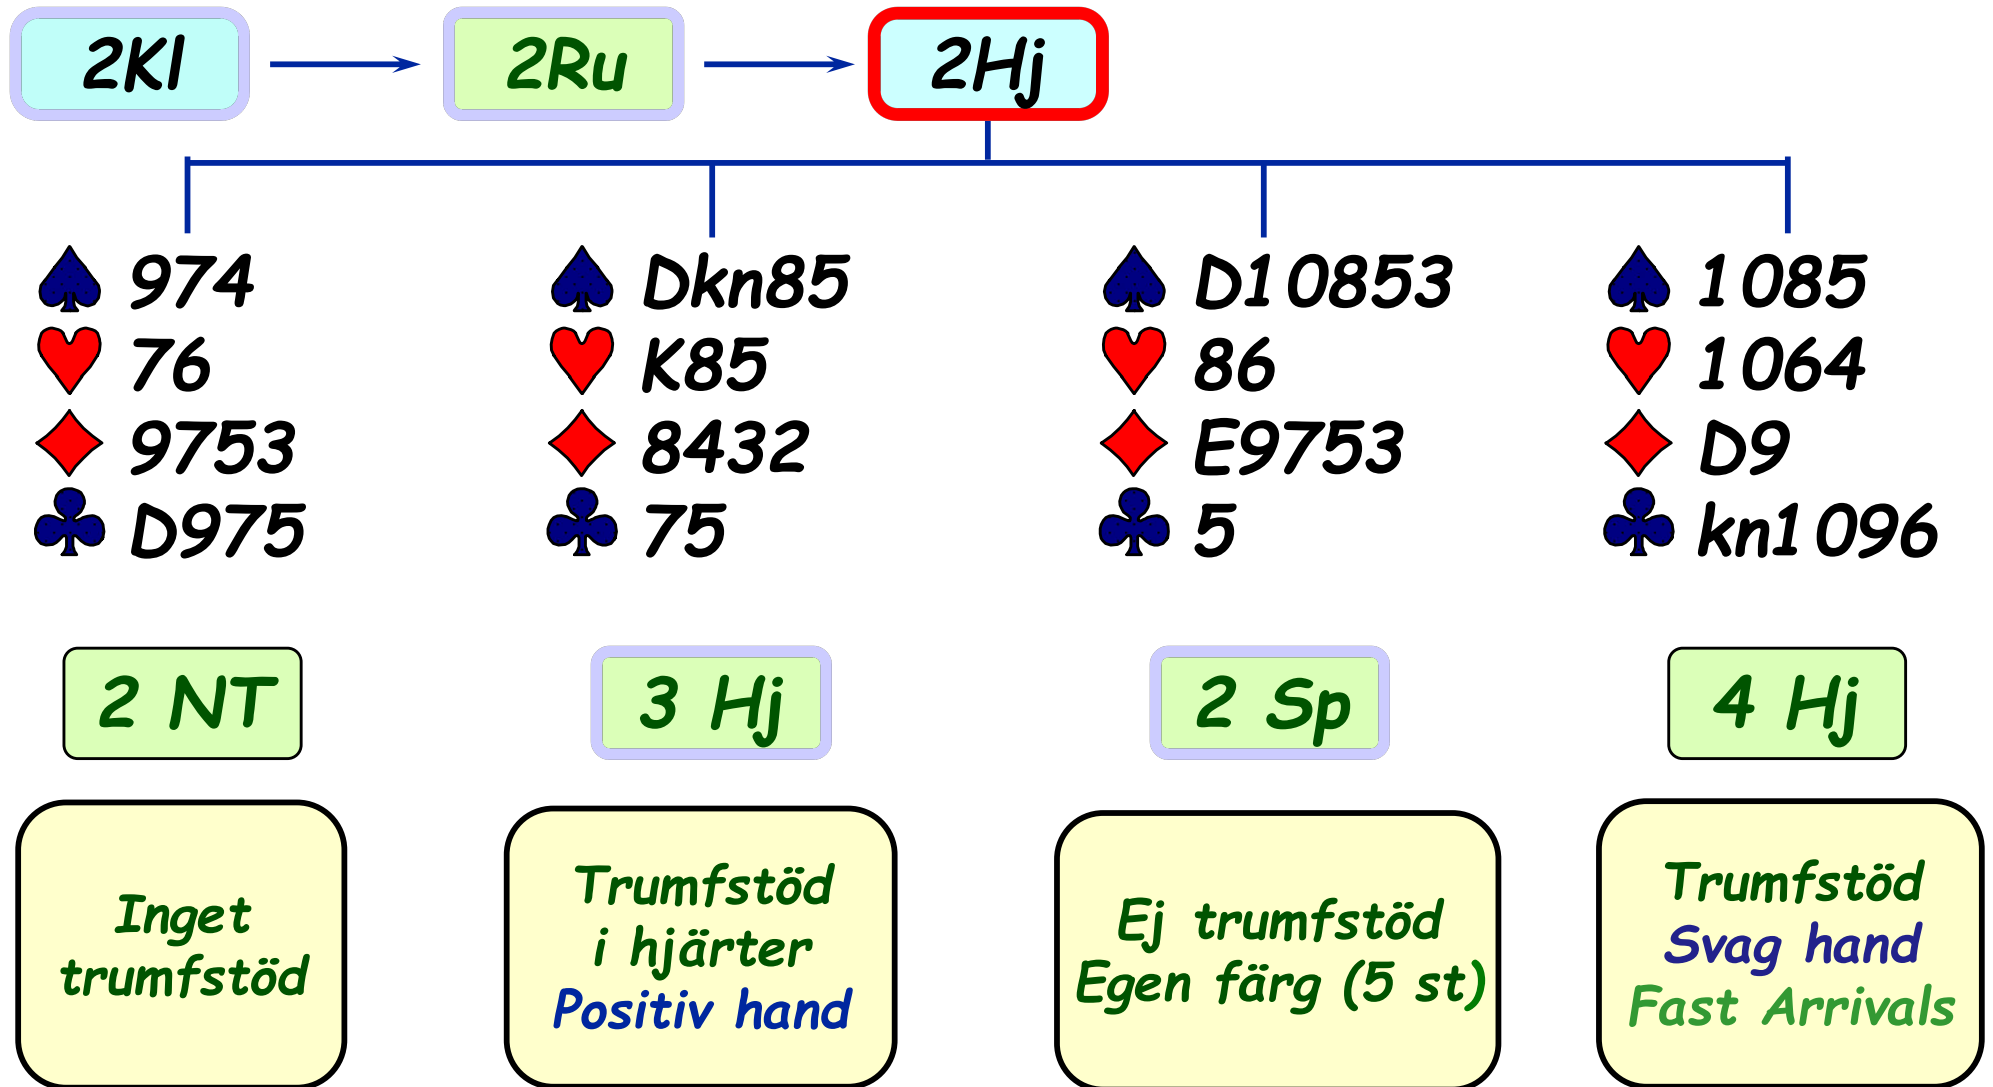 2Kl
2Ru
2Hj
974
76
9753
D975
Dkn85
K85
8432
75
D10853
86
E9753
5
1085
1064
D9
kn1096
2 NT
3 Hj
2 Sp
4 Hj
Inget
trumfstöd
Trumfstöd
i hjärter
Positiv hand
Ej trumfstöd
Egen färg (5 st)
Trumfstöd
Svag hand
Fast Arrivals